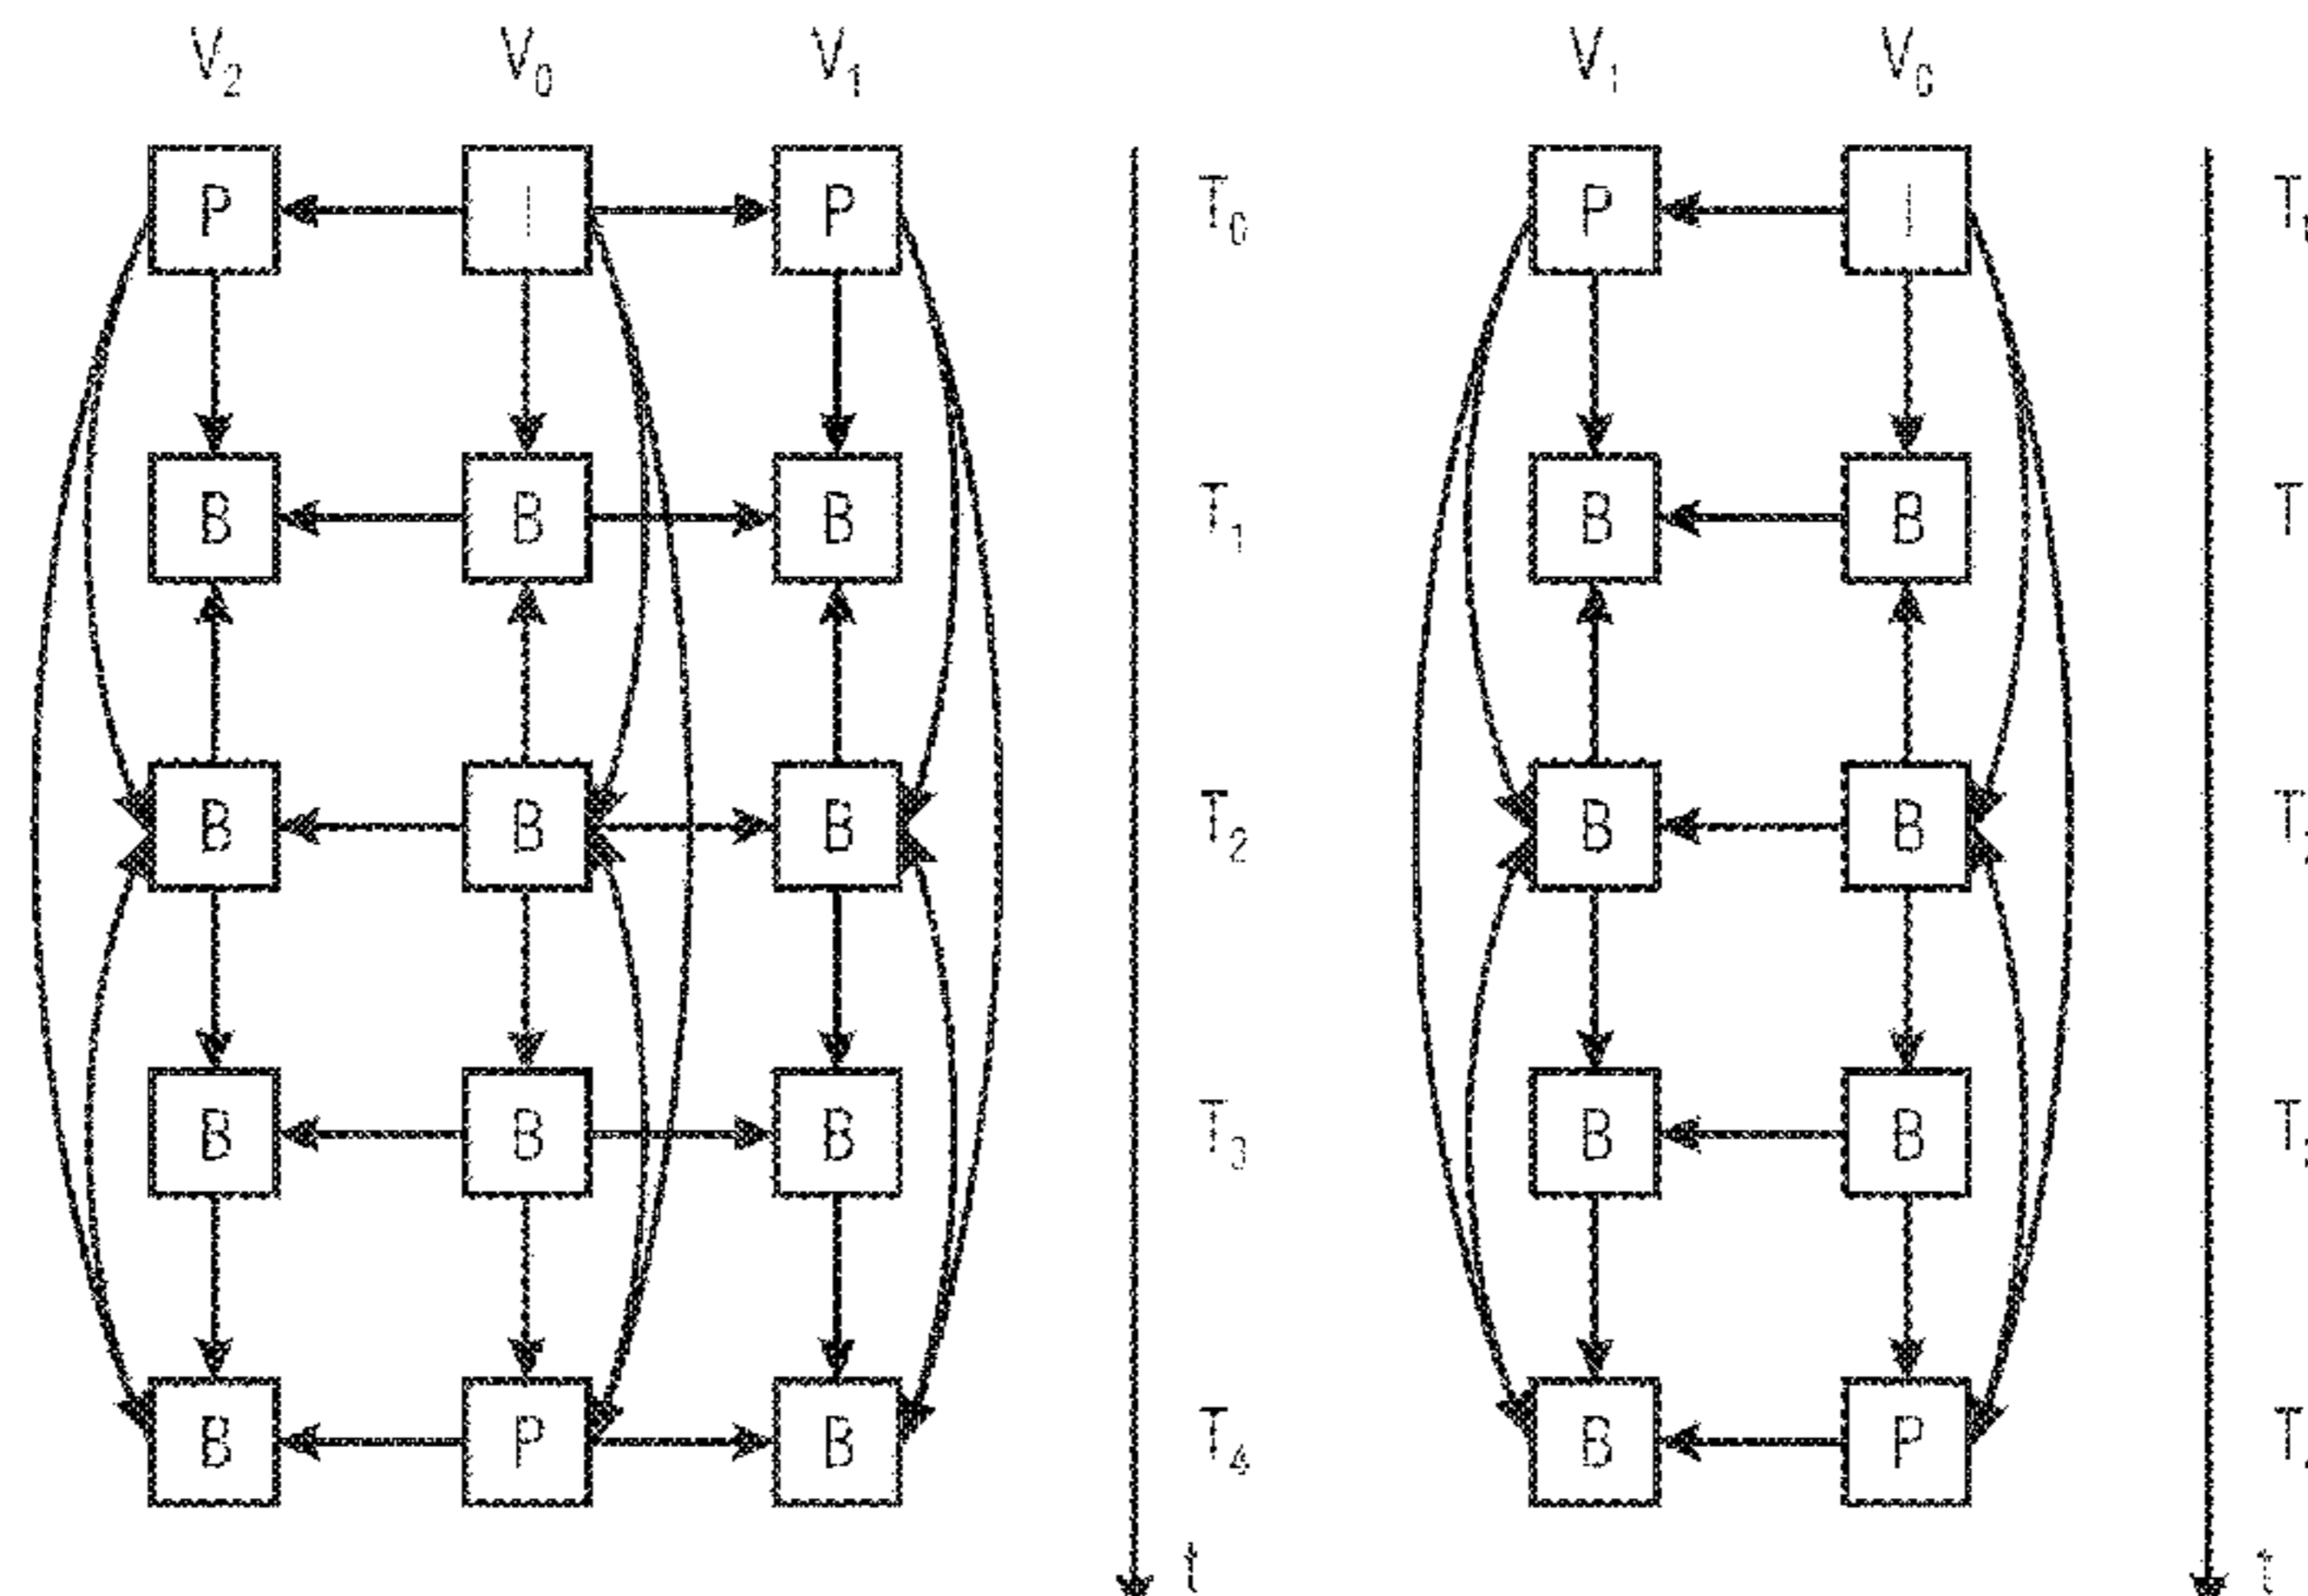 V₂ V₀ V₁ V₁ V₀
P I P T₀ P I
B B B T₁ B B
B B B T₂ B B
B B B T₃ B B
B P B T₄ B P
t t